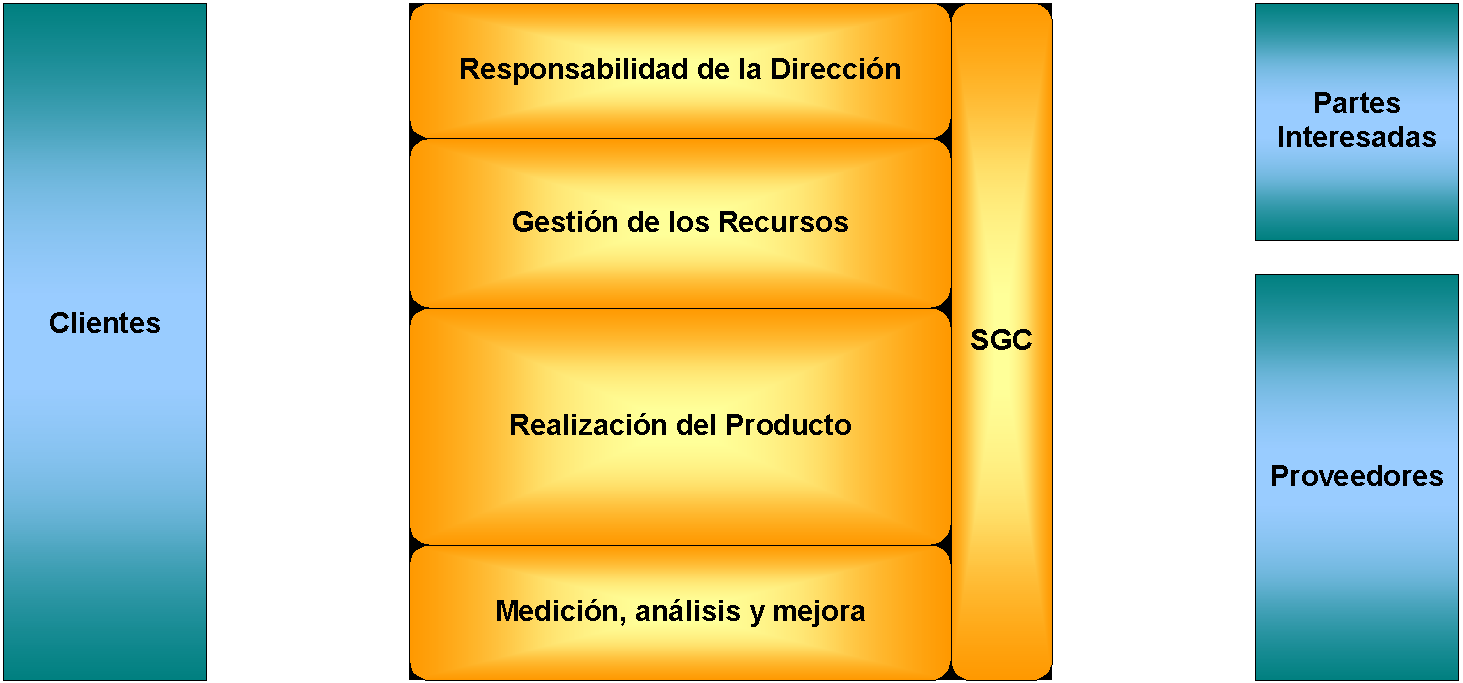 Clientes
Responsabilidad de la Dirección
Gestión de los Recursos
Realización del Producto
Medición, análisis y mejora
SGC
Partes
Interesadas
Proveedores